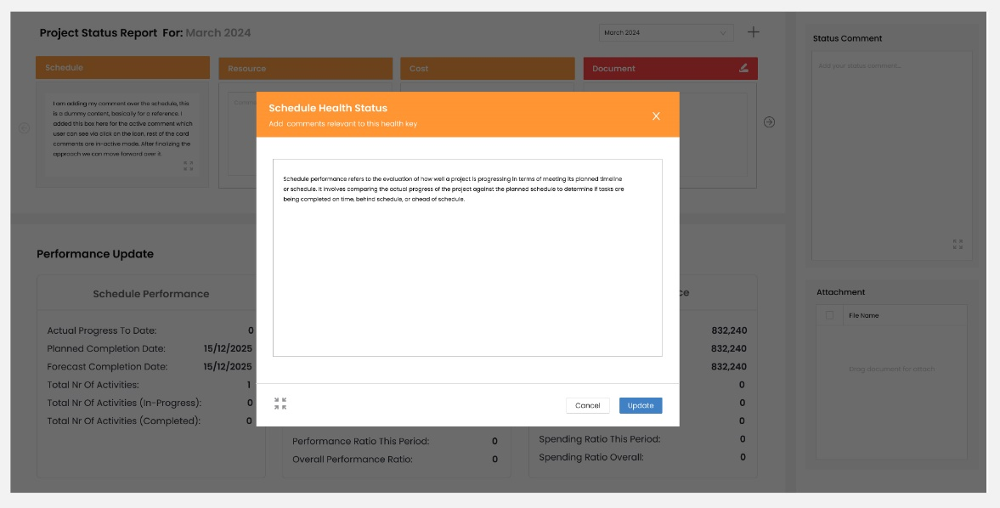 Project Status Report For: March 2024
March 2024
Schedule
Resource
Cost
Document
I am adding my comment over the schedule, this
is a dummy content, basically for a reference. I
added this box here for the active comment which
user can see via click on the icon, rest of the card
comments are in-active mode. After finalizing the
approach we can move forward over it.
Schedule Health Status
Add comments relevant to this health key
X
Schedule performance refers to the evaluation of how well a project is progressing in terms of meeting its planned timeline
or schedule. It involves comparing the actual progress of the project against the planned schedule to determine if tasks are
being completed on time, behind schedule, or ahead of schedule.
Cancel
Update
Performance Update
Schedule Performance
Actual Progress To Date: 0
Planned Completion Date: 15/12/2025
Forecast Completion Date: 15/12/2025
Total Nr Of Activities: 1
Total Nr Of Activities (In-Progress): 0
Total Nr Of Activities (Completed): 0
Performance Ratio This Period: 0
Overall Performance Ratio: 0
ce
832,240
832,240
832,240
0
0
0
Spending Ratio This Period: 0
Spending Ratio Overall: 0
Status Comment
Add your status comment...
Attachment
File Name
Drag document for attach